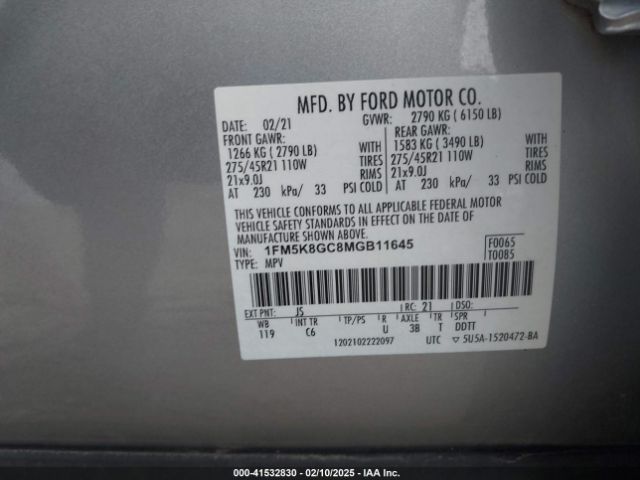 MFD. BY FORD MOTOR CO.
DATE: 02/21 GVWR: 2790 KG ( 6150 LB)
FRONT GAWR: REAR GAWR:
1266 KG ( 2790 LB) WITH 1583 KG ( 3490 LB) WITH
275/45R21 110W TIRES 275/45R21 110W TIRES
21x9.0J RIMS 21x9.0J RIMS
AT 230 kPa/ 33 PSI COLD AT 230 kPa/ 33 PSI COLD
THIS VEHICLE CONFORMS TO ALL APPLICABLE FEDERAL MOTOR
VEHICLE SAFETY STANDARDS IN EFFECT ON THE DATE OF
MANUFACTURE SHOWN ABOVE.
VIN: 1FM5K8GC8MGB11645 F0065
TYPE: MPV T0085
EXT PNT: JS RC: 21 DSO:
WB INT TR TP/PS R AXLE TR SPR
119 C6 U 3B T DDTT
1202102222097 UTC ▽ 5U5A-1520472-BA
000-41532830 - 02/10/2025 - IAA Inc.